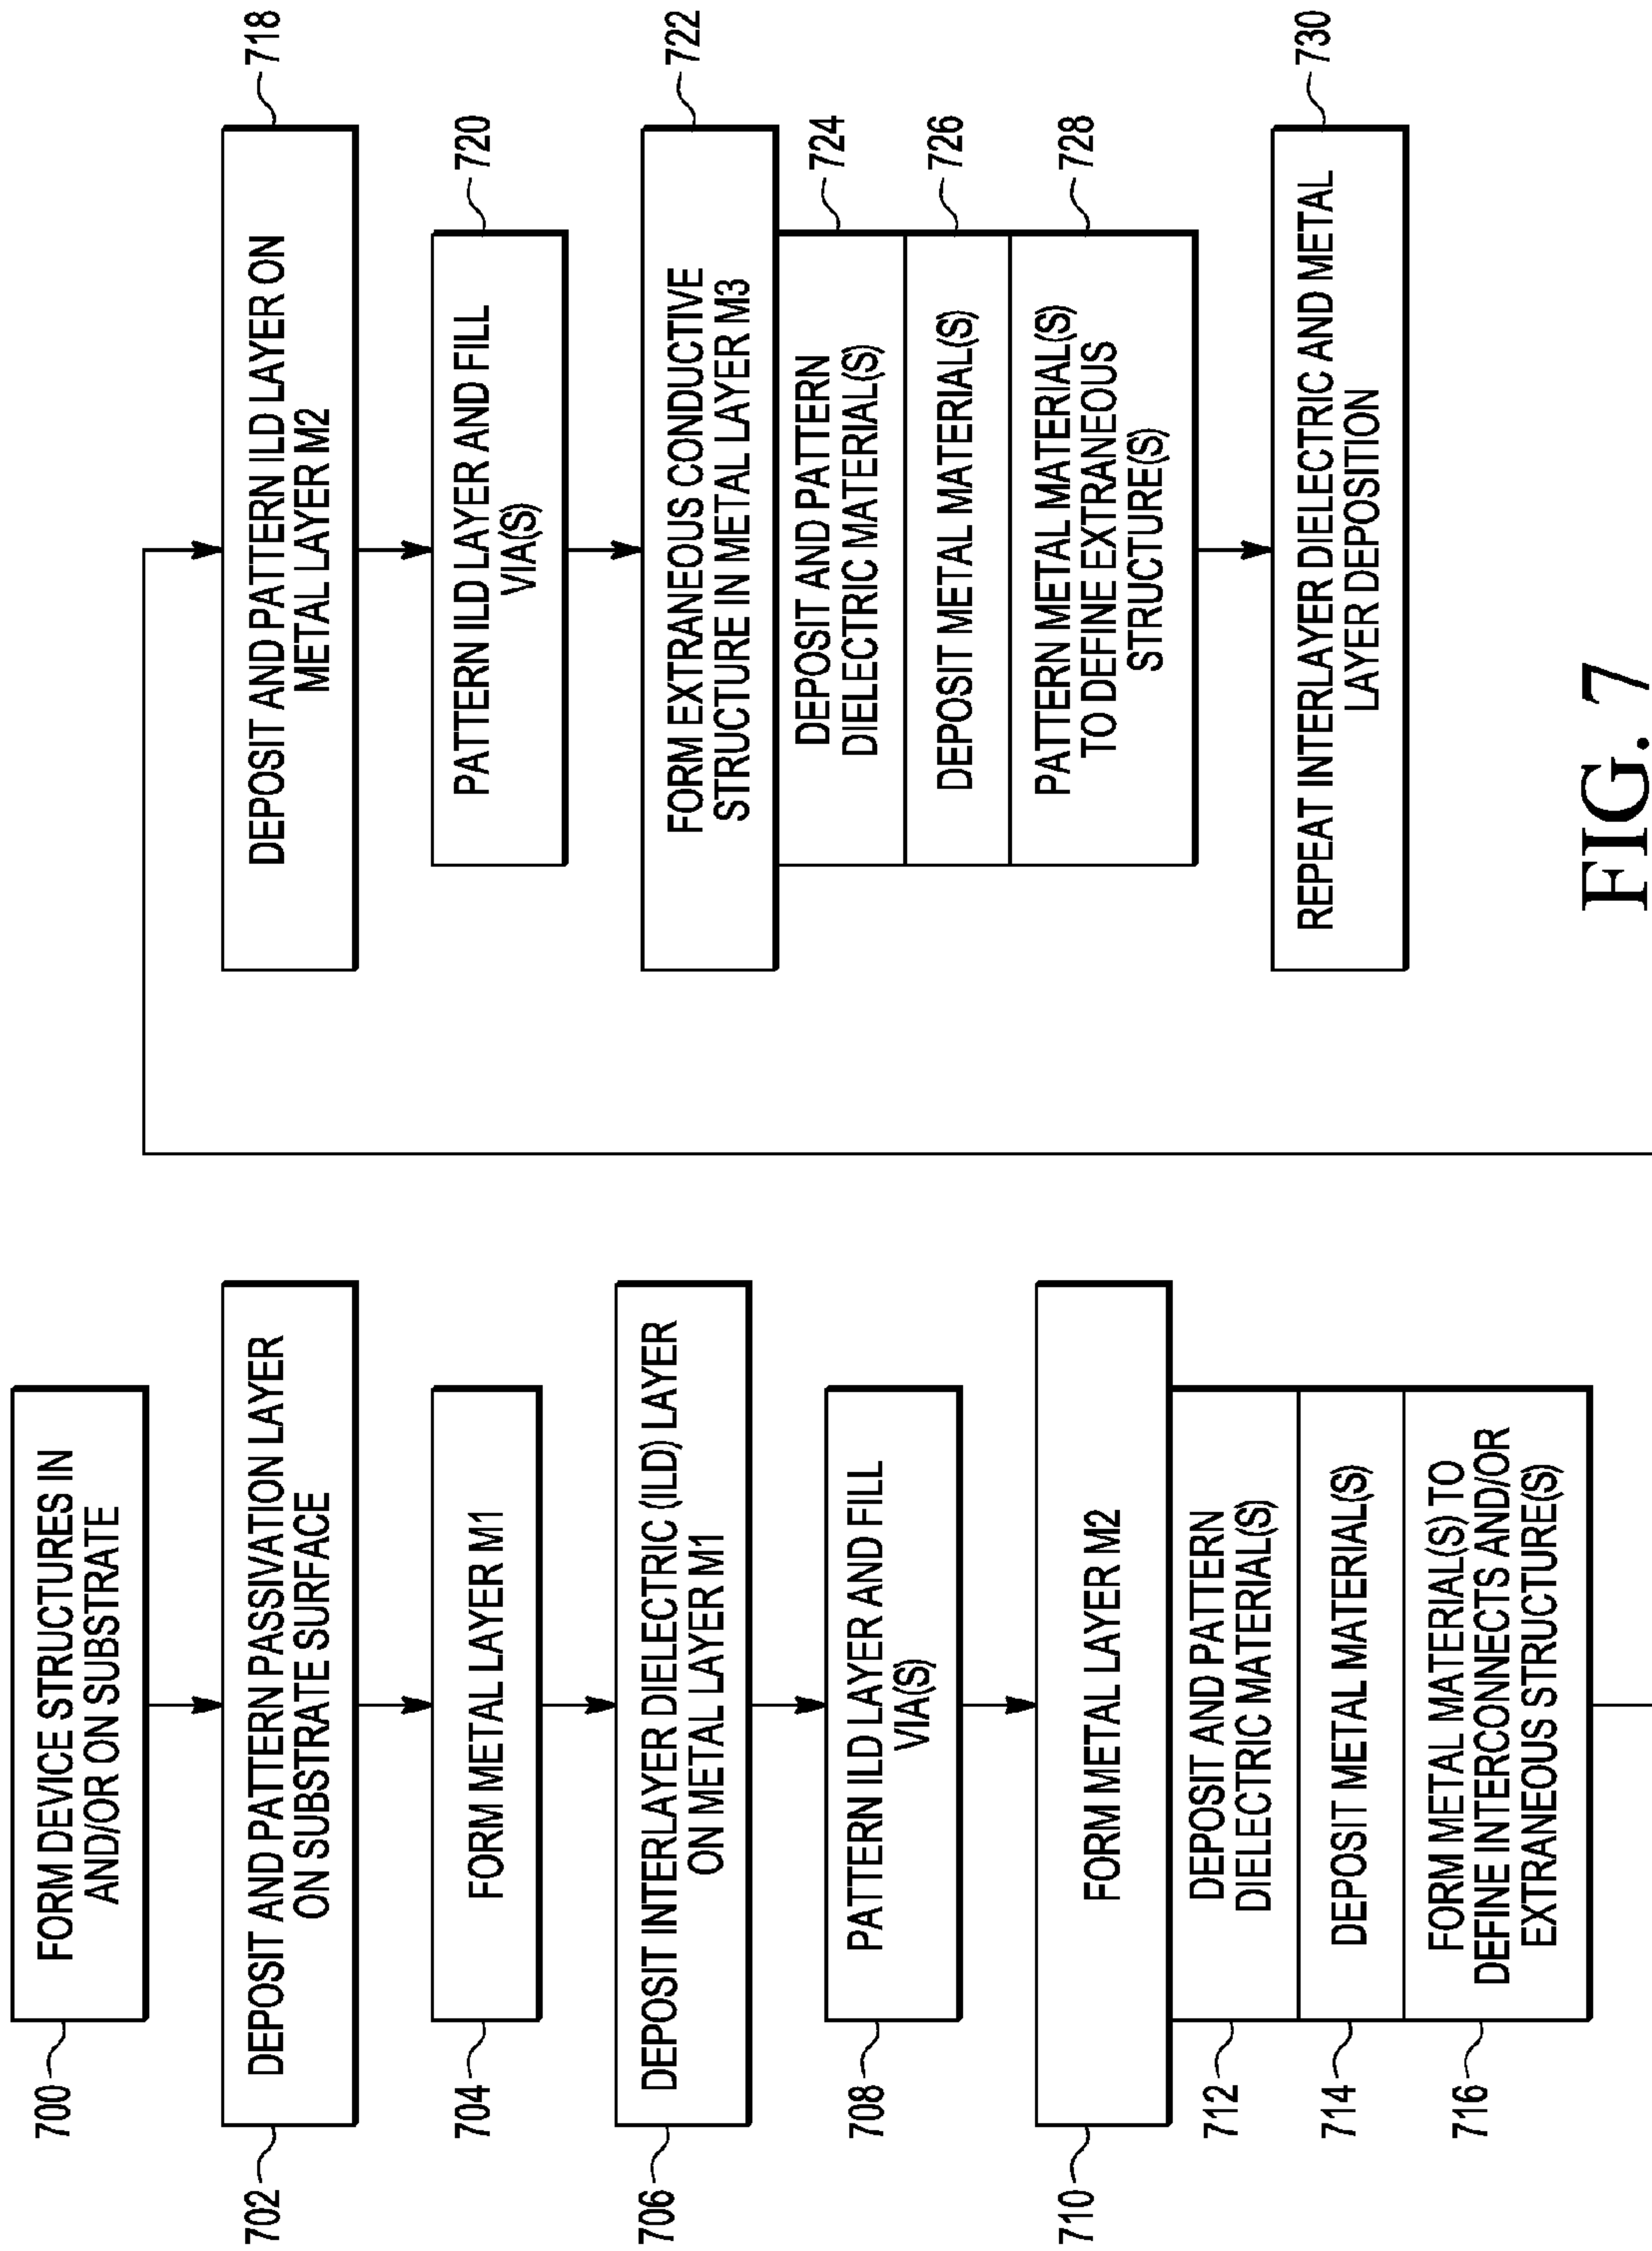 700
FORM DEVICE STRUCTURES IN
AND/OR ON SUBSTRATE
702
DEPOSIT AND PATTERN PASSIVATION LAYER
ON SUBSTRATE SURFACE
704
FORM METAL LAYER M1
706
DEPOSIT INTERLAYER DIELECTRIC (ILD) LAYER
ON METAL LAYER M1
708
PATTERN ILD LAYER AND FILL
VIA(S)
710
FORM METAL LAYER M2
712
DEPOSIT AND PATTERN
DIELECTRIC MATERIAL(S)
714
DEPOSIT METAL MATERIAL(S)
716
FORM METAL MATERIAL(S) TO
DEFINE INTERCONNECTS AND/OR
EXTRANEOUS STRUCTURE(S)
718
DEPOSIT AND PATTERN ILD LAYER ON
METAL LAYER M2
720
PATTERN ILD LAYER AND FILL
VIA(S)
722
FORM EXTRANEOUS CONDUCTIVE
STRUCTURE IN METAL LAYER M3
724
DEPOSIT AND PATTERN
DIELECTRIC MATERIAL(S)
726
DEPOSIT METAL MATERIAL(S)
728
PATTERN METAL MATERIAL(S)
TO DEFINE EXTRANEOUS
STRUCTURE(S)
730
REPEAT INTERLAYER DIELECTRIC AND METAL
LAYER DEPOSITION
FIG. 7